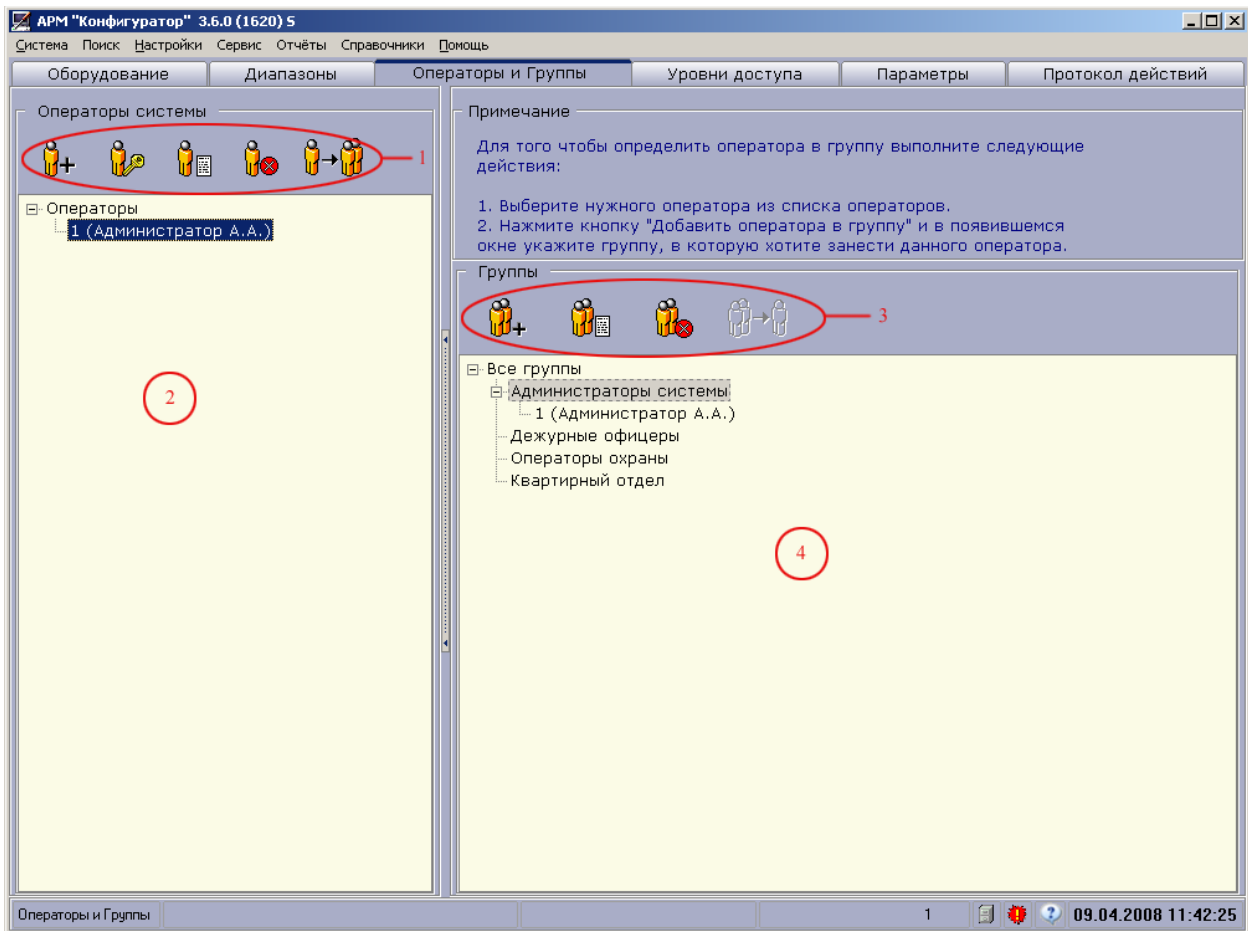 АРМ "Конфигуратор" 3.6.0 (1620) S
Система Поиск Настройки Сервис Отчёты Справочники Помощь
Оборудование Диапазоны Операторы и Группы Уровни доступа Параметры Протокол действий
Операторы системы
1
Операторы
1 (Администратор А.А.)
2
Примечание
Для того чтобы определить оператора в группу выполните следующие
действия:
1. Выберите нужного оператора из списка операторов.
2. Нажмите кнопку "Добавить оператора в группу" и в появившемся
окне укажите группу, в которую хотите занести данного оператора.
Группы
3
Все группы
Администраторы системы
1 (Администратор А.А.)
Дежурные офицеры
Операторы охраны
Квартирный отдел
4
Операторы и Группы 1 09.04.2008 11:42:25